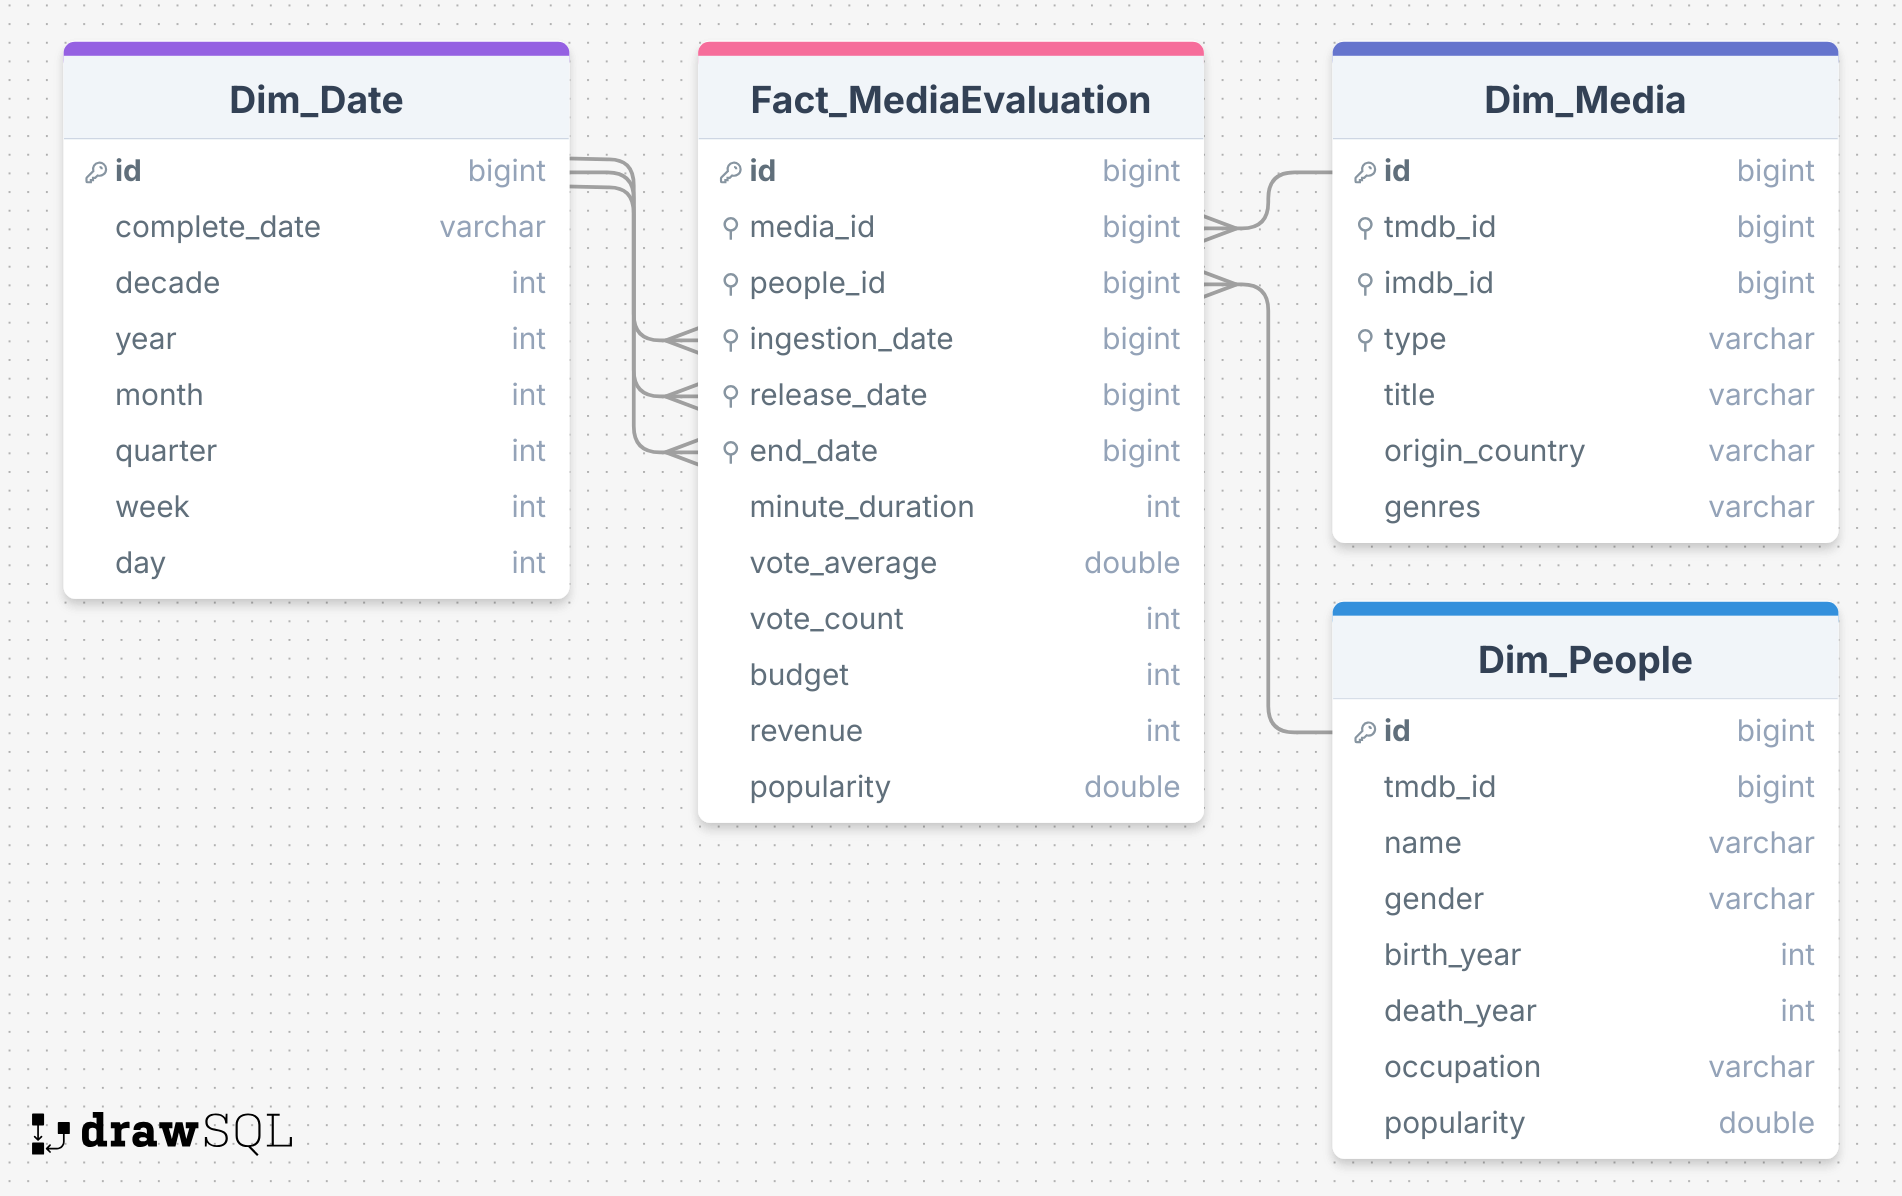 Dim_Date
id bigint
complete_date varchar
decade int
year int
month int
quarter int
week int
day int
Fact_MediaEvaluation
id bigint
media_id bigint
people_id bigint
ingestion_date bigint
release_date bigint
end_date bigint
minute_duration int
vote_average double
vote_count int
budget int
revenue int
popularity double
Dim_Media
id bigint
tmdb_id bigint
imdb_id bigint
type varchar
title varchar
origin_country varchar
genres varchar
Dim_People
id bigint
tmdb_id bigint
name varchar
gender varchar
birth_year int
death_year int
occupation varchar
popularity double
drawSQL